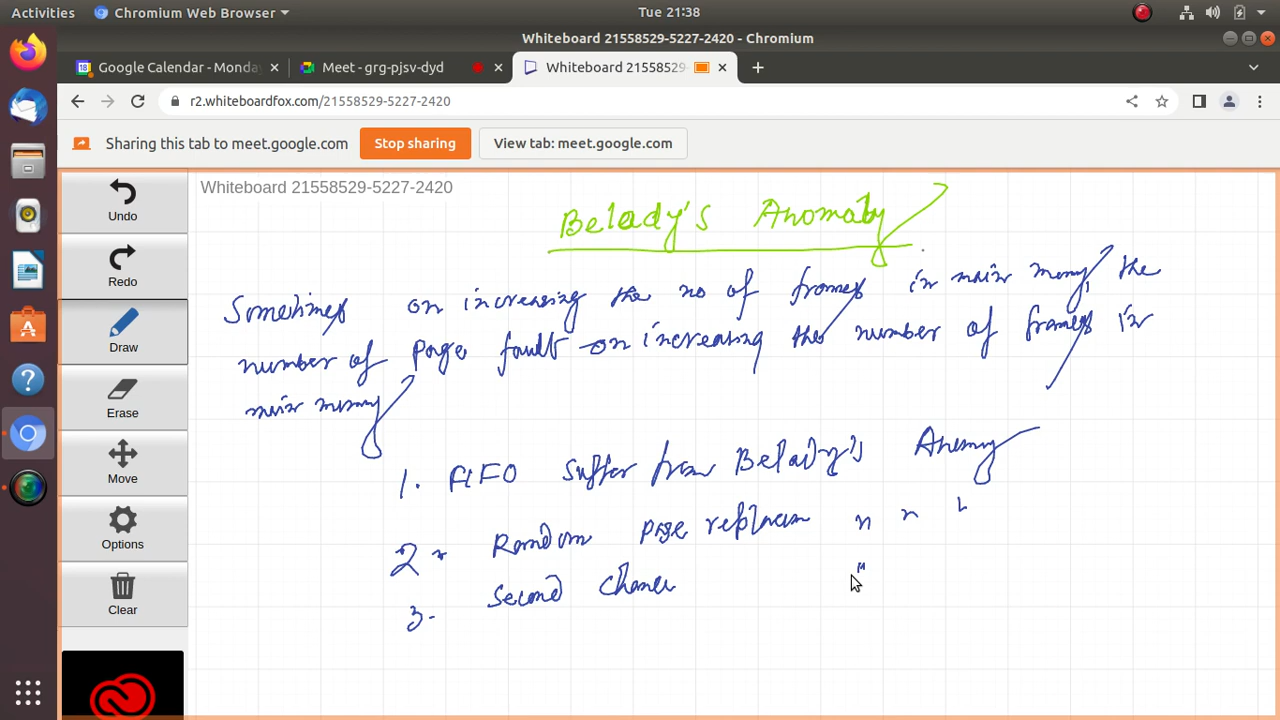 Activities Chromium Web Browser Tue 21:38
Whiteboard 21558529-5227-2420 - Chromium
Google Calendar - Monda Meet - grg-pjsv-dyd Whiteboard 21558529-5227-2420
r2.whiteboardfox.com/21558529-5227-2420
Sharing this tab to meet.google.com Stop sharing View tab: meet.google.com
Whiteboard 21558529-5227-2420
Undo
Redo
Draw
Erase
Move
Options
Clear
Belady's Anomaly
Sometimes on increasing the no of frames in main memory, the
number of page fault on increasing the number of frames in
main memory
1. FIFO suffer from Belady's Anomaly
2. Random page replacem " " "
3. Second chance "